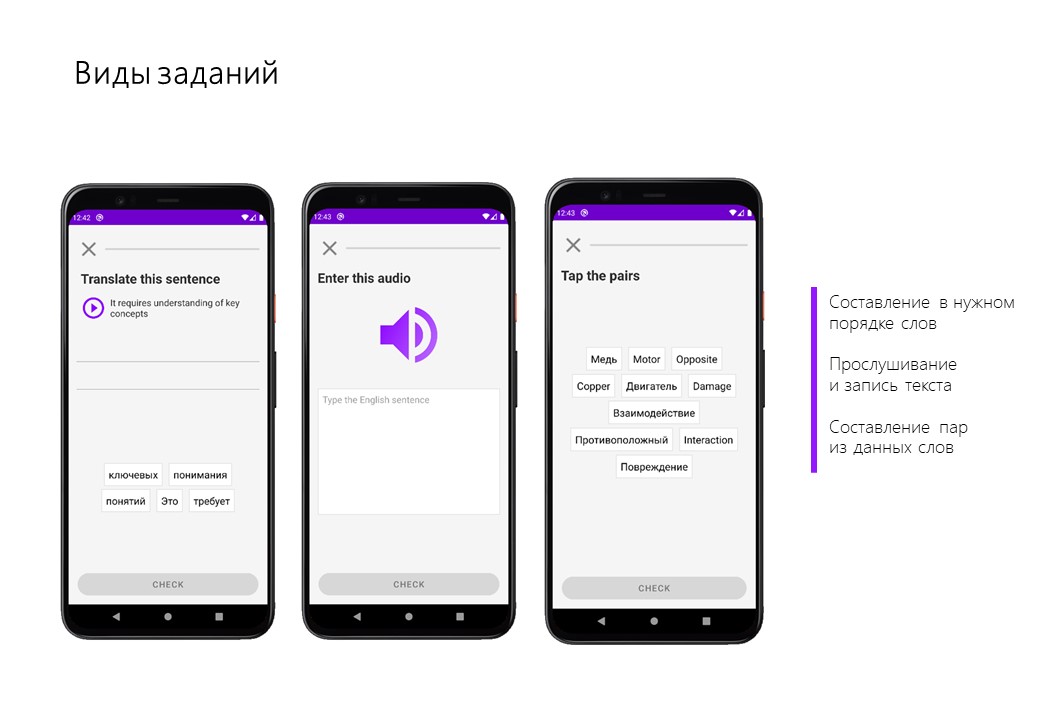 Виды заданий
12:42
Translate this sentence
It requires understanding of key
concepts
ключевых понимания
понятий Это требует
CHECK
12:43
Enter this audio
Type the English sentence
CHECK
12:43
Tap the pairs
Медь Motor Opposite
Copper Двигатель Damage
Взаимодействие
Противоположный Interaction
Повреждение
CHECK
Составление в нужном
порядке слов
Прослушивание
и запись текста
Составление пар
из данных слов